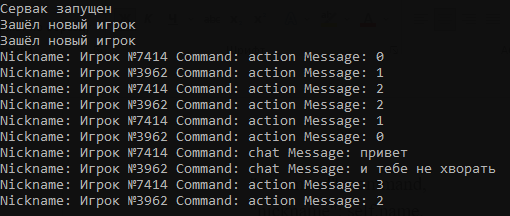 Сервак запущен
Зашёл новый игрок
Зашёл новый игрок
Nickname: Игрок №7414 Command: action Message: 0
Nickname: Игрок №3962 Command: action Message: 1
Nickname: Игрок №7414 Command: action Message: 2
Nickname: Игрок №3962 Command: action Message: 2
Nickname: Игрок №7414 Command: action Message: 1
Nickname: Игрок №3962 Command: action Message: 0
Nickname: Игрок №7414 Command: chat Message: привет
Nickname: Игрок №3962 Command: chat Message: и тебе не хворать
Nickname: Игрок №7414 Command: action Message: 3
Nickname: Игрок №3962 Command: action Message: 2